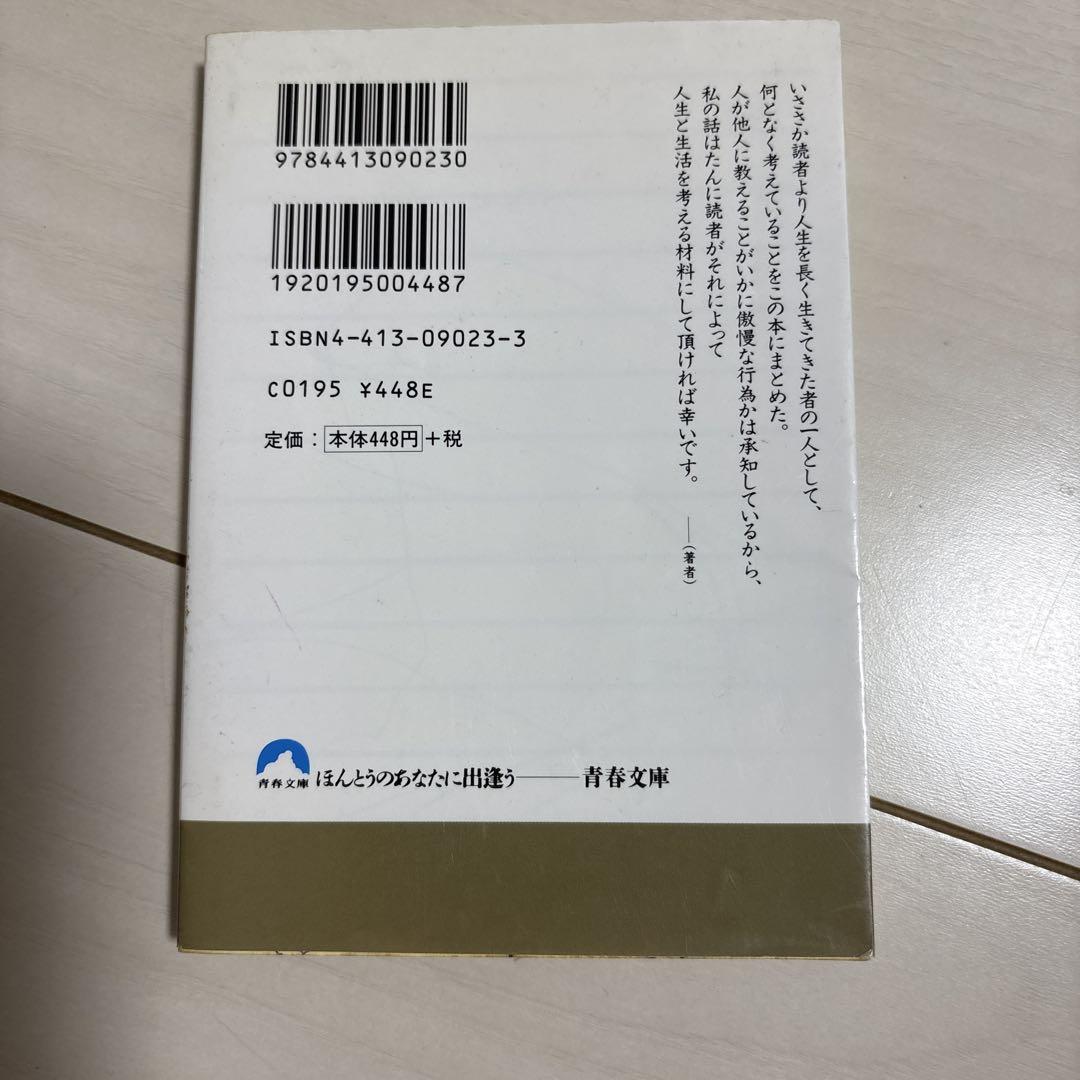 いささか読者より人生を長く生きてきた者の一人として、
何となく考えていることをこの本にまとめた。
人が他人に教えることがいかに傲慢な行為かは承知しているから、
私の話はたんに読者がそれによって
人生と生活を考える材料にして頂ければ幸いです。
――(著者)
9784413090230
1920195004487
ISBN4-413-09023-3
C0195 ¥448E
定価：本体448円+税
青春文庫
ほんとうのあなたに出逢う――青春文庫